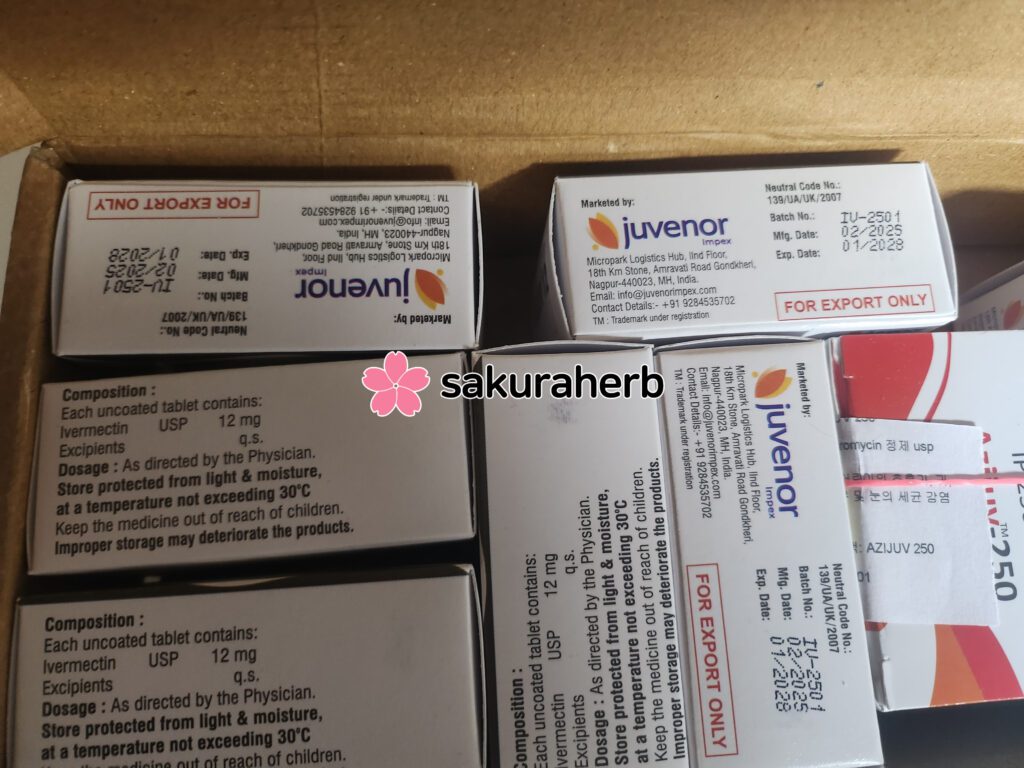 FOR EXPORT ONLY
Marketed by:
juvenor
impex
Micropark Logistics Hub, IInd Floor,
18th Km Stone, Amravati Road Gondkheri,
Nagpur-440023, MH, India.
Email: info@juvenorimpex.com
Contact Details:- +91 9284535702
TM : Trademark under registration
Neutral Code No.:
139/UA/UK/2007
Batch No.: IU-2501
Mfg. Date: 02/2025
Exp. Date: 01/2028
Marketed by:
juvenor
impex
Micropark Logistics Hub, IInd Floor,
18th Km Stone, Amravati Road Gondkheri,
Nagpur-440023, MH, India.
Email: info@juvenorimpex.com
Contact Details:- +91 9284535702
TM : Trademark under registration
Neutral Code No.:
139/UA/UK/2007
Batch No.: IU-2501
Mfg. Date: 02/2025
Exp. Date: 01/2028
FOR EXPORT ONLY
sakuraherb
Composition :
Each uncoated tablet contains:
Ivermectin USP 12 mg
Excipients q.s.
Dosage : As directed by the Physician.
Store protected from light & moisture,
at a temperature not exceeding 30°C
Keep the medicine out of reach of children.
Improper storage may deteriorate the products.
Composition :
Each uncoated tablet contains:
Ivermectin USP 12 mg
Excipients q.s.
Dosage : As directed by the Physician.
Store protected from light & moisture,
at a temperature not exceeding 30°C
Keep the medicine out of reach of children.
Composition :
Each uncoated tablet contains:
Ivermectin USP 12 mg
Excipients q.s.
Dosage : As directed by the Physician.
Store protected from light & moisture,
at a temperature not exceeding 30°C
Keep the medicine out of reach of children.
Improper storage may deteriorate the products.
Marketed by:
juvenor
impex
Micropark Logistics Hub, IInd Floor,
18th Km Stone, Amravati Road Gondkheri,
Nagpur-440023, MH, India.
Email: info@juvenorimpex.com
Contact Details:- +91 9284535702
TM : Trademark under registration
Neutral Code No.:
139/UA/UK/2007
Batch No.: IU-2501
Mfg. Date: 02/2025
Exp. Date: 01/2028
FOR EXPORT ONLY
romycin 정제 usp
및 눈의 세균 감염
AZIJUV 250
01
250